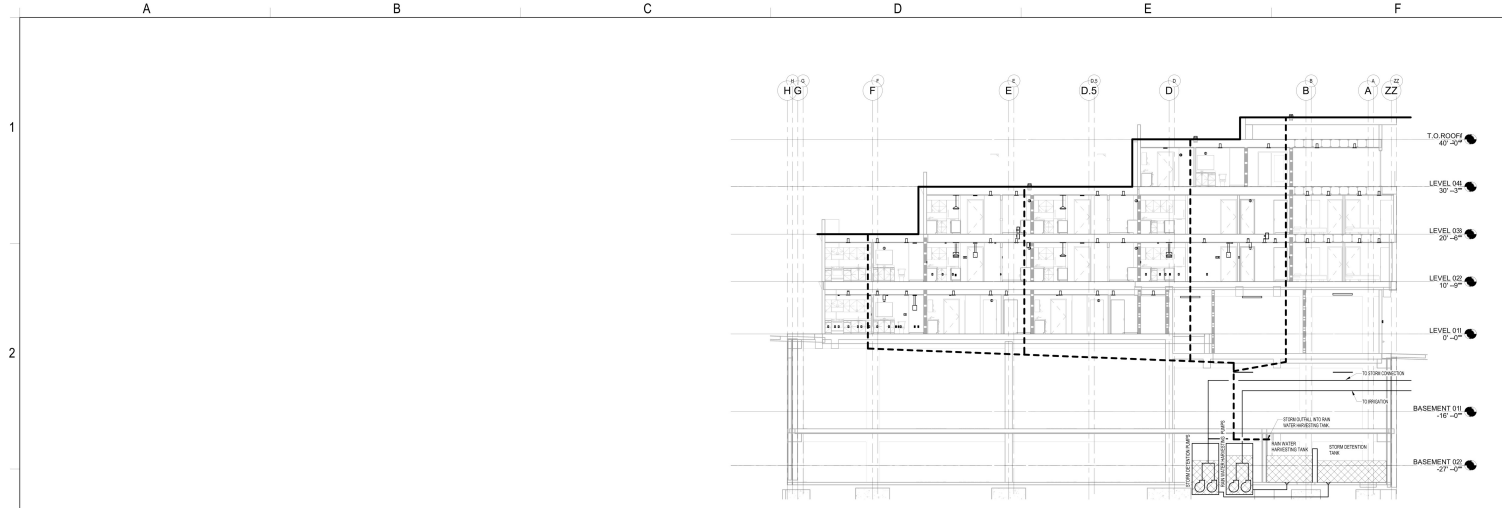 A B C D E F
H G F E D.5 D B A ZZ
H G F E D.5 D B A ZZ
1
T.O.ROOF
40' -0"
LEVEL 04
30' -3"
LEVEL 03
20' -6"
LEVEL 02
10' -9"
LEVEL 01
0' -0"
2
TO STORM CONNECTION
TO IRRIGATION
BASEMENT 01
-16' -0"
STORM OUTFALL INTO RAIN
WATER HARVESTING TANK
RAIN WATER
HARVESTING TANK
STORM DETENTION
TANK
STORM DETENTION PUMPS
RAIN WATER HARVESTING PUMPS
BASEMENT 02
-27' -0"